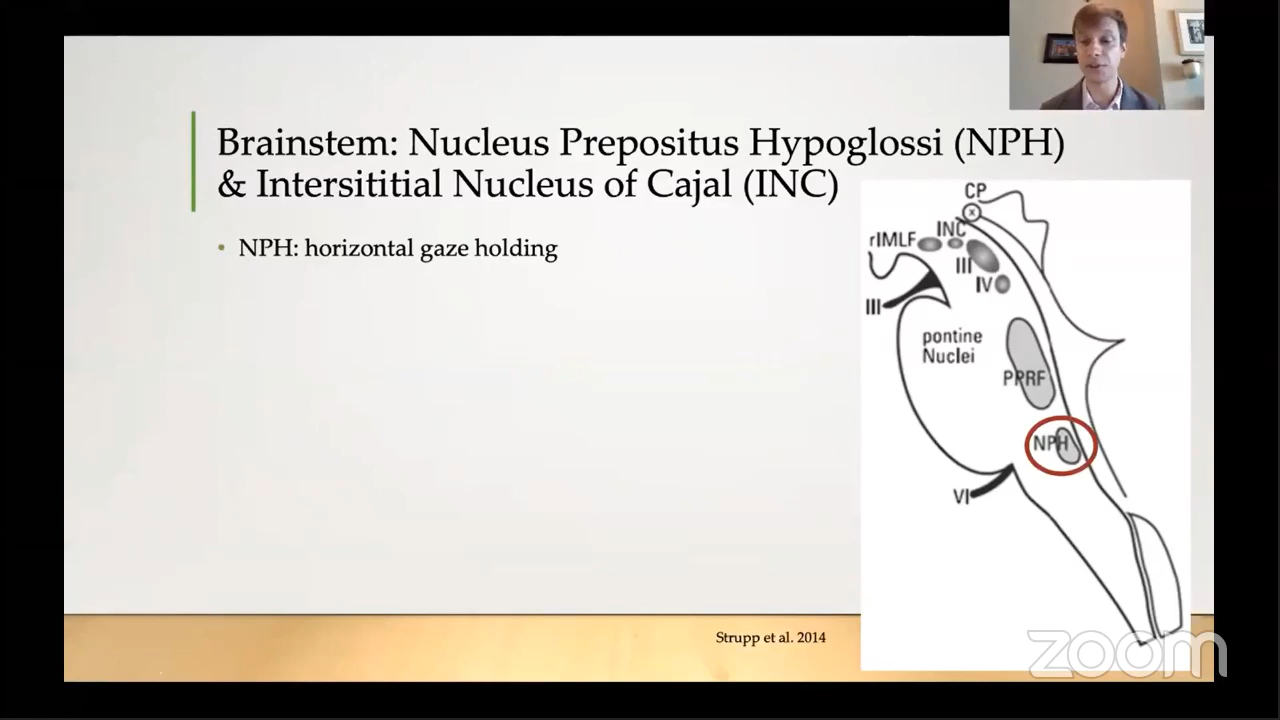 Brainstem: Nucleus Prepositus Hypoglossi (NPH)
& Intersititial Nucleus of Cajal (INC)
• NPH: horizontal gaze holding
CP
INC
rIMLF
III
IV
III
pontine
Nuclei
PPRF
NPH
VI
Strupp et al. 2014
zoom